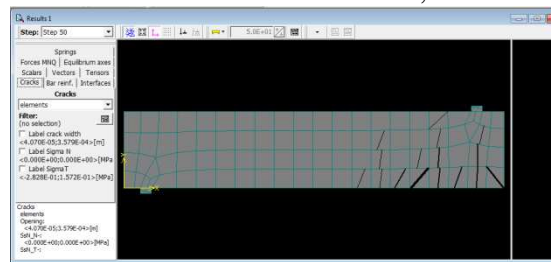 Results 1
Step: Step 50
5.0E+01
Springs
Forces MNQ Equilibrium axes
Scalars Vectors Tensors
Cracks Bar reinf. Interfaces
Cracks
elements
Filter:
(no selection)
Label crack width
<4.070E-05;3.579E-04>[m]
Label Sigma N
<0.000E+00;0.000E+00>[MPa
Label SigmaT
<-2.828E-01;1.572E-01>[MPa]
Cracks
elements
Opening:
<4.070E-05;3.579E-04>[m]
SsN_N-:
<0.000E+00;0.000E+00>[MPa]
SsN_T-: